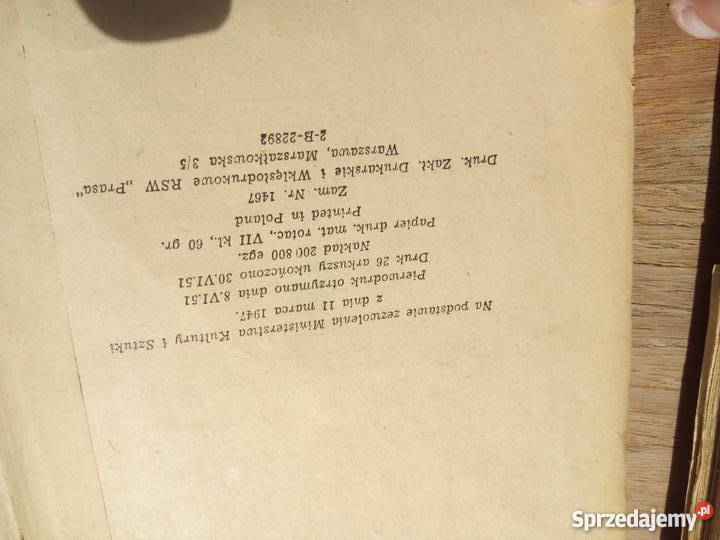 Na podstawie zezwolenia Ministerstwa Kultury i Sztuki
z dnia 11 marca 1947.
Pierwodruk otrzymano dnia 8.VI.51
Druk 26 arkuszy ukończono 30.VI.51
Nakład 200 800 egz.
Papier druk. mat. rotac., VII kl., 60 gr.
Printed in Poland
Zam. Nr. 1467
Druk. Zakł. Drukarskie i Wklęsłodrukowe RSW „Prasa"
Warszawa, Marszałkowska 3/5
2-B-22892
Sprzedajemy.pl